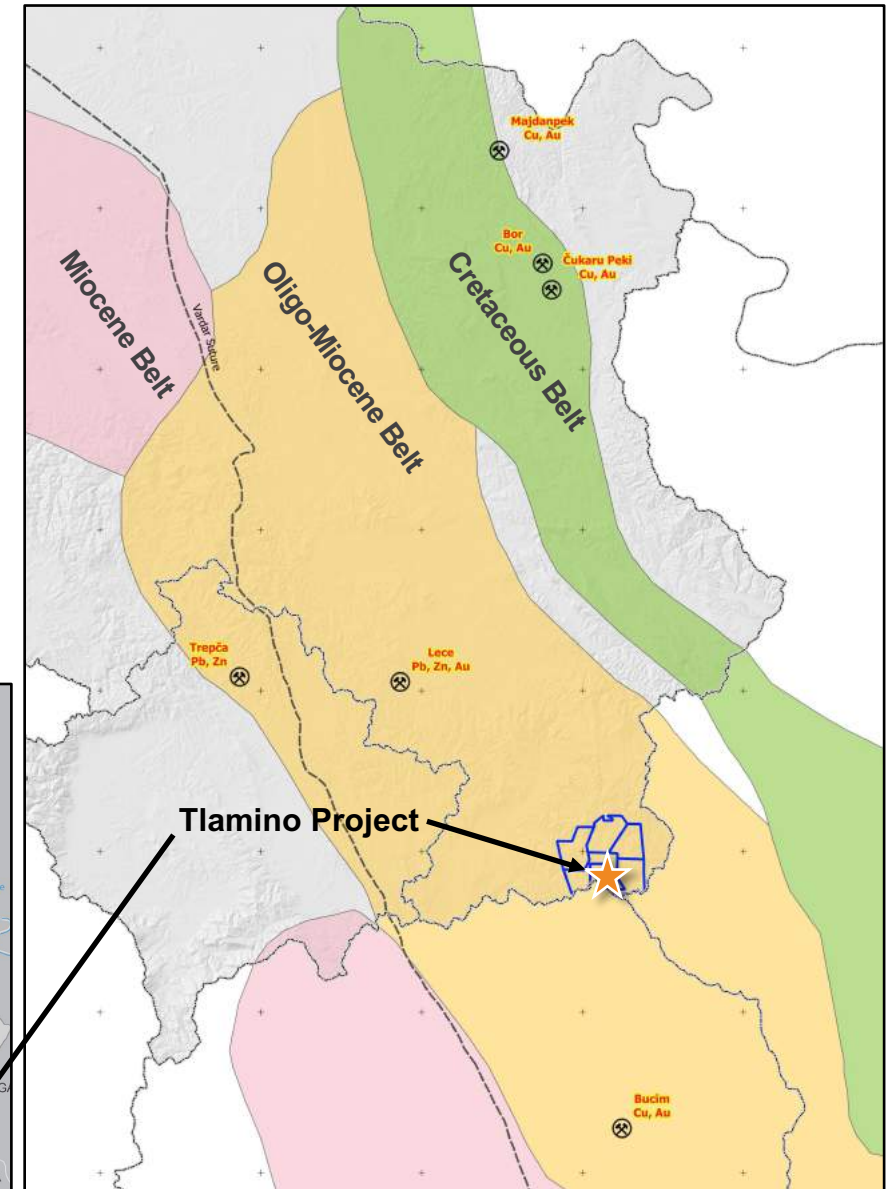 Majdanpek
Cu, Au
Bor
Cu, Au
Čukaru Peki
Cu, Au
Miocene Belt
Vardar Suture
Oligo-Miocene Belt
Cretaceous Belt
Trepča
Pb, Zn
Lece
Pb, Zn, Au
Tlamino Project
Bucim
Cu, Au